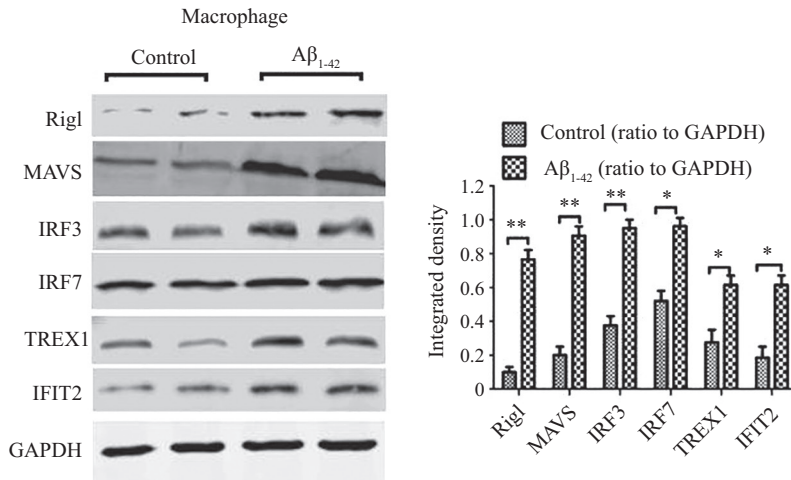 Macrophage
Control
Aβ1-42
RigI
MAVS
IRF3
IRF7
TREX1
IFIT2
GAPDH
Control (ratio to GAPDH)
Aβ1-42 (ratio to GAPDH)
Integrated density
1.2
1.0
0.8
0.6
0.4
0.2
0
** ** ** * * *
RigI MAVS IRF3 IRF7 TREX1 IFIT2